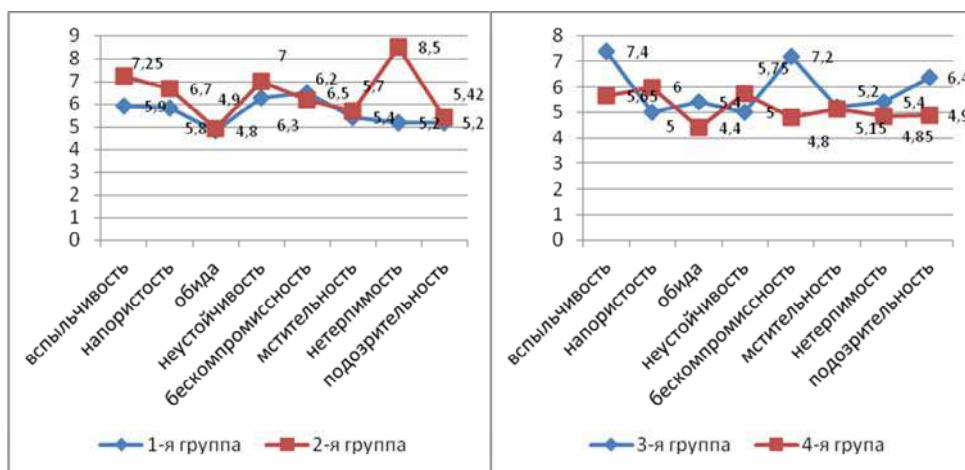 9
8
7
6
5
4
3
2
1
0
7,25
5,9
6,7
5,8
4,9
4,8
7
6,3
6,2
6,5
5,7
5,4
8,5
5,2
5,42
5,2
вспыльчивость
напористость
обида
неустойчивость
бескомпромиссность
мстительность
нетерпимость
подозрительность
1-я группа
2-я группа
8
7
6
5
4
3
2
1
0
7,4
5,65
6
5
5,4
4,4
5,75
5
7,2
4,8
5,2
5,15
5,4
4,85
6,4
4,9
вспыльчивость
напористость
обида
неустойчивость
бескомпромиссность
мстительность
нетерпимость
подозрительность
3-я группа
4-я група